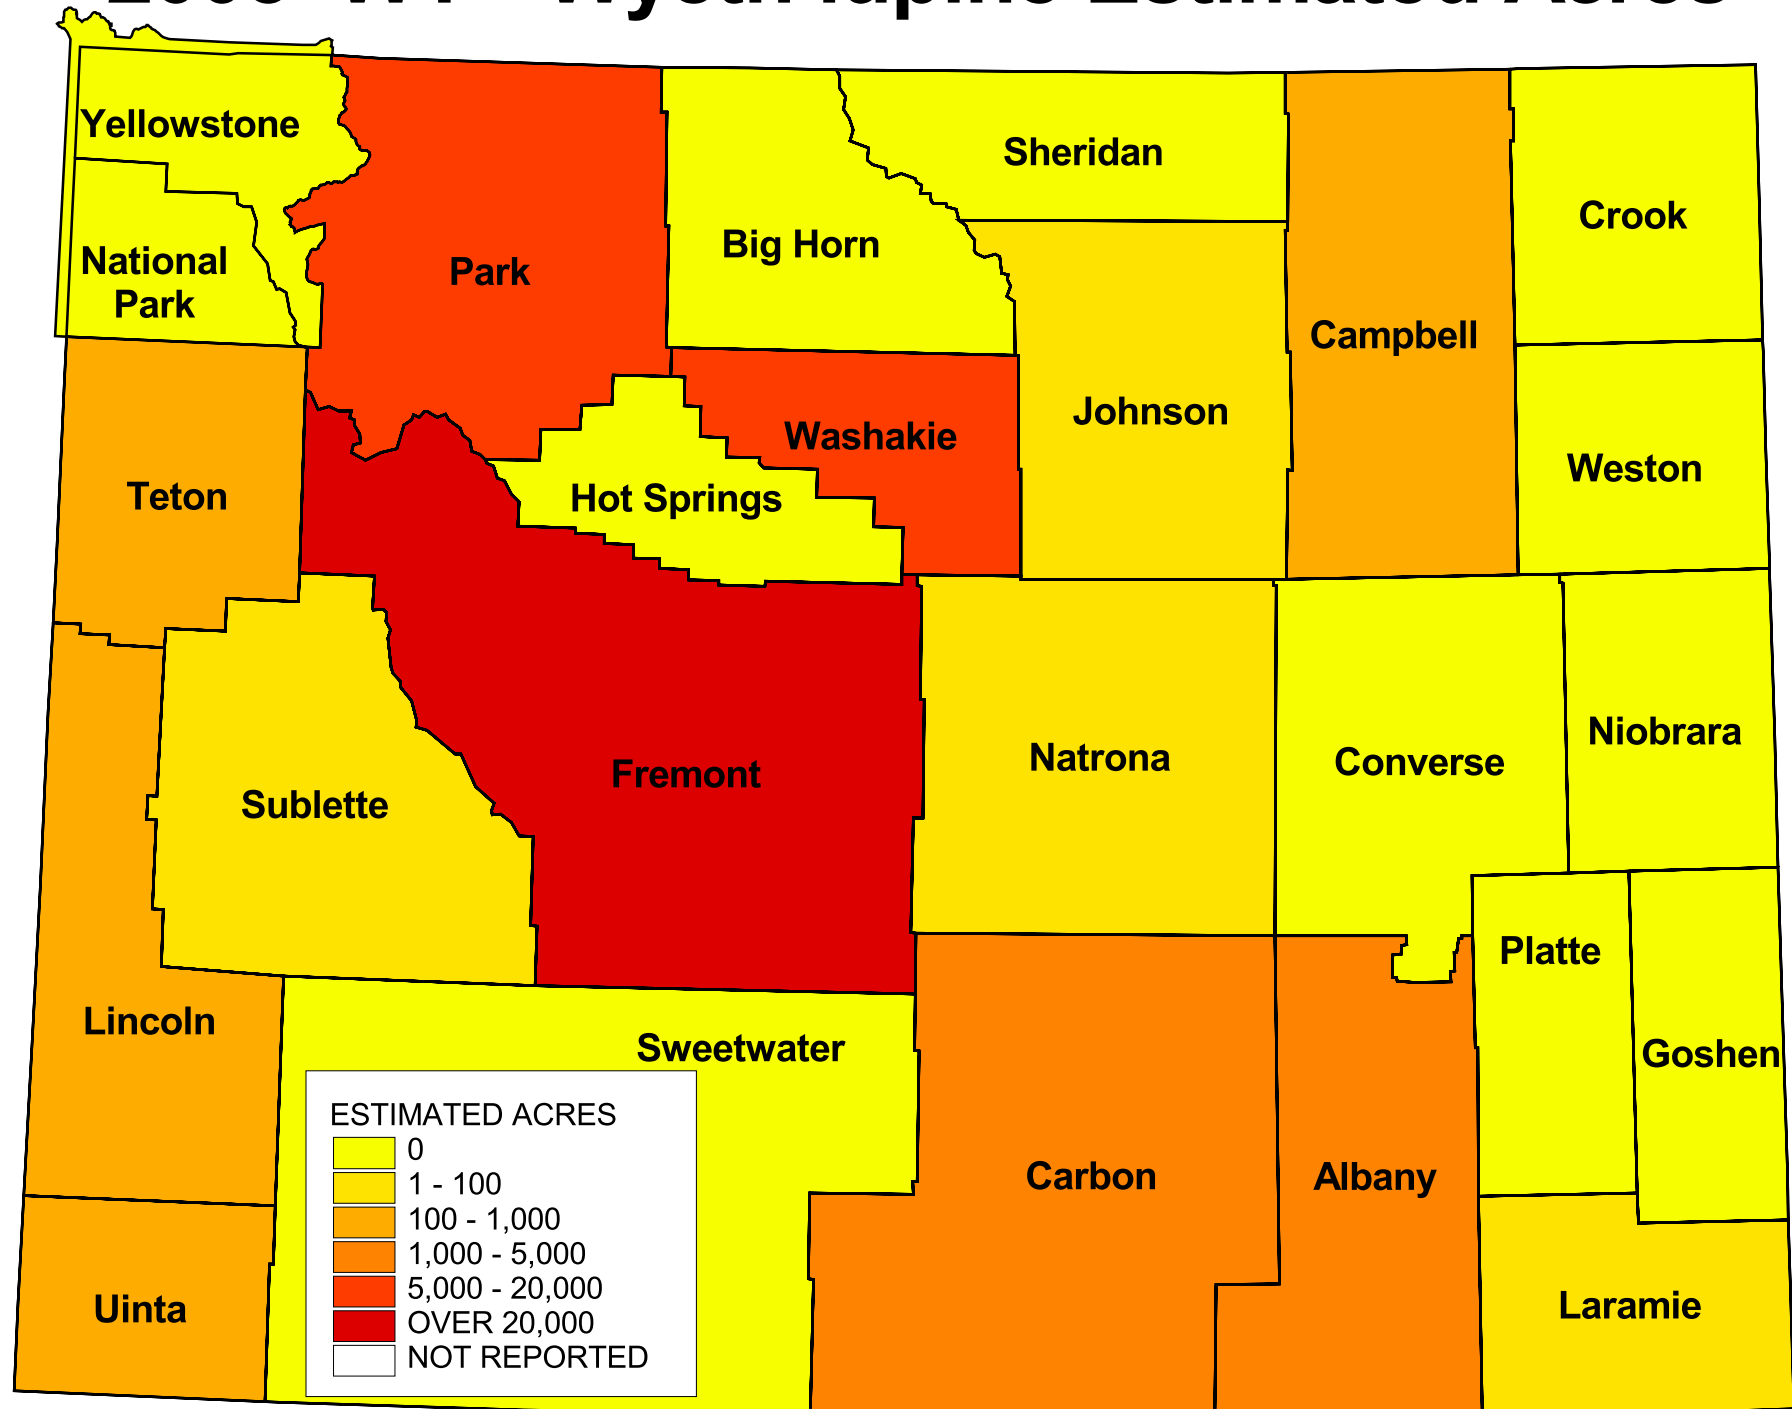 Yellowstone
National
Park
Park
Big Horn
Sheridan
Crook
Campbell
Johnson
Washakie
Hot Springs
Weston
Teton
Fremont
Sublette
Natrona
Converse
Niobrara
Platte
Goshen
Lincoln
Sweetwater
Carbon
Albany
Uinta
Laramie
ESTIMATED ACRES
0
1 - 100
100 - 1,000
1,000 - 5,000
5,000 - 20,000
OVER 20,000
NOT REPORTED